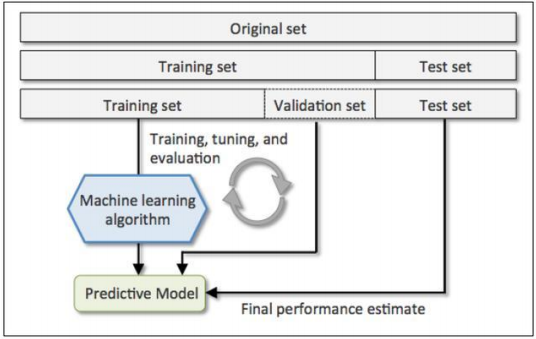 Original set
Training set
Test set
Training set
Validation set
Test set
Training, tuning, and
evaluation
Machine learning
algorithm
Predictive Model
Final performance estimate